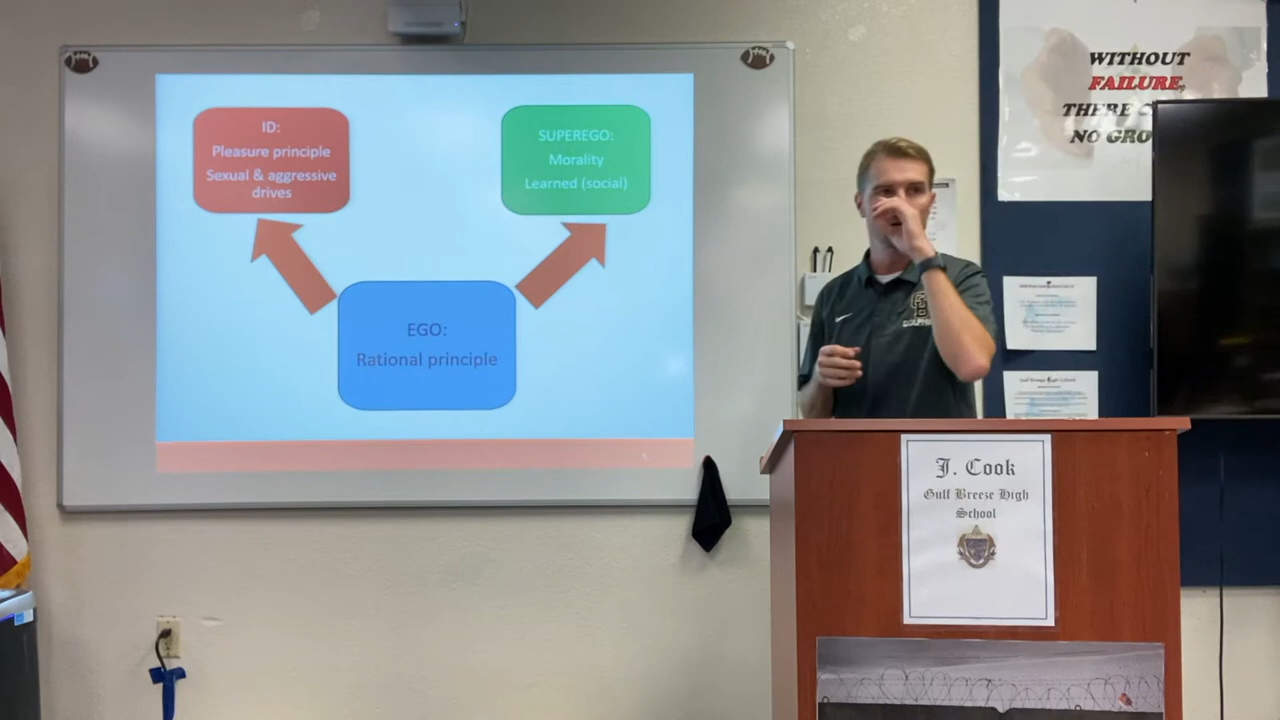 ID:
Pleasure principle
Sexual & aggressive
drives
SUPEREGO:
Morality
Learned (social)
EGO:
Rational principle
WITHOUT
FAILURE,
THERE
NO GRO
GB
J. Cook
Gulf Breeze High
School